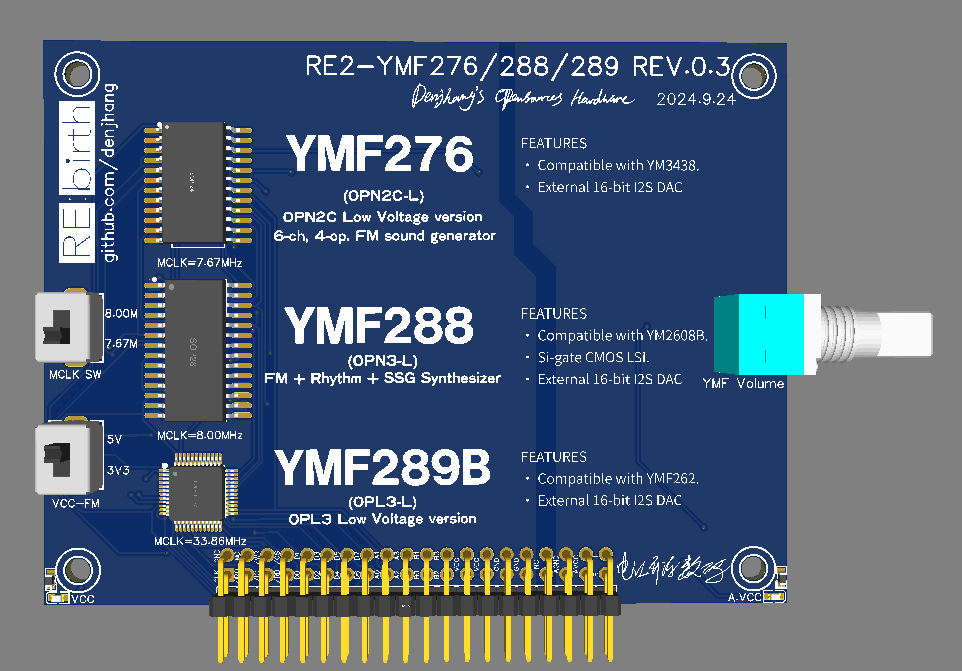 RE2-YMF276/288/289 REV.0.3
Denjhang's OpenSources Hardware
2024.9.24
RE:birth
github.com/denjhang
YMF276
(OPN2C-L)
OPN2C Low Voltage version
6-ch, 4-op. FM sound generator
FEATURES
· Compatible with YM3438.
· External 16-bit I2S DAC
MCLK=7.67MHz
8.00M
7.67M
MCLK SW
YMF288
(OPN3-L)
FM + Rhythm + SSG Synthesizer
FEATURES
· Compatible with YM2608B.
· Si-gate CMOS LSI.
· External 16-bit I2S DAC
YMF Volume
MCLK=8.00MHz
5V
3V3
VCC-FM
YMF289B
(OPL3-L)
OPL3 Low Voltage version
FEATURES
· Compatible with YMF262.
· External 16-bit I2S DAC
MCLK=33.86MHz
VCC
A-VCC